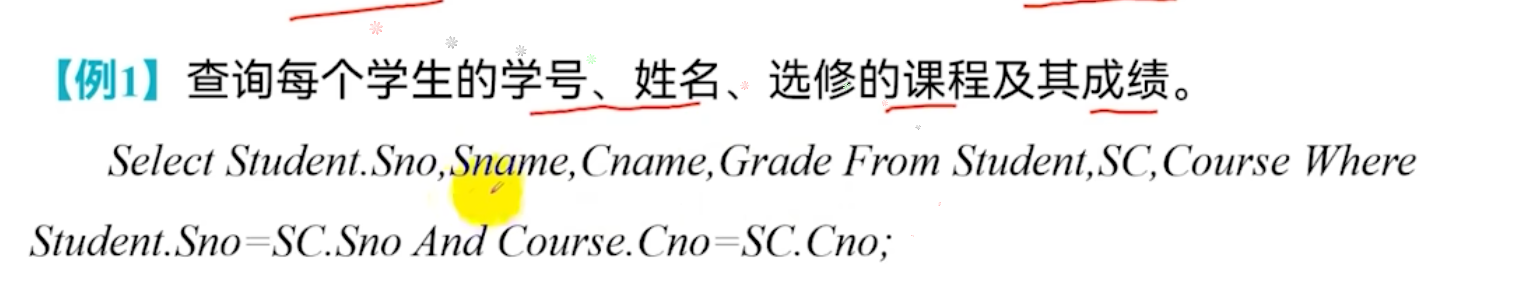 【例1】查询每个学生的学号、姓名、选修的课程及其成绩。
Select Student.Sno,Sname,Cname,Grade From Student,SC,Course Where
Student.Sno=SC.Sno And Course.Cno=SC.Cno;